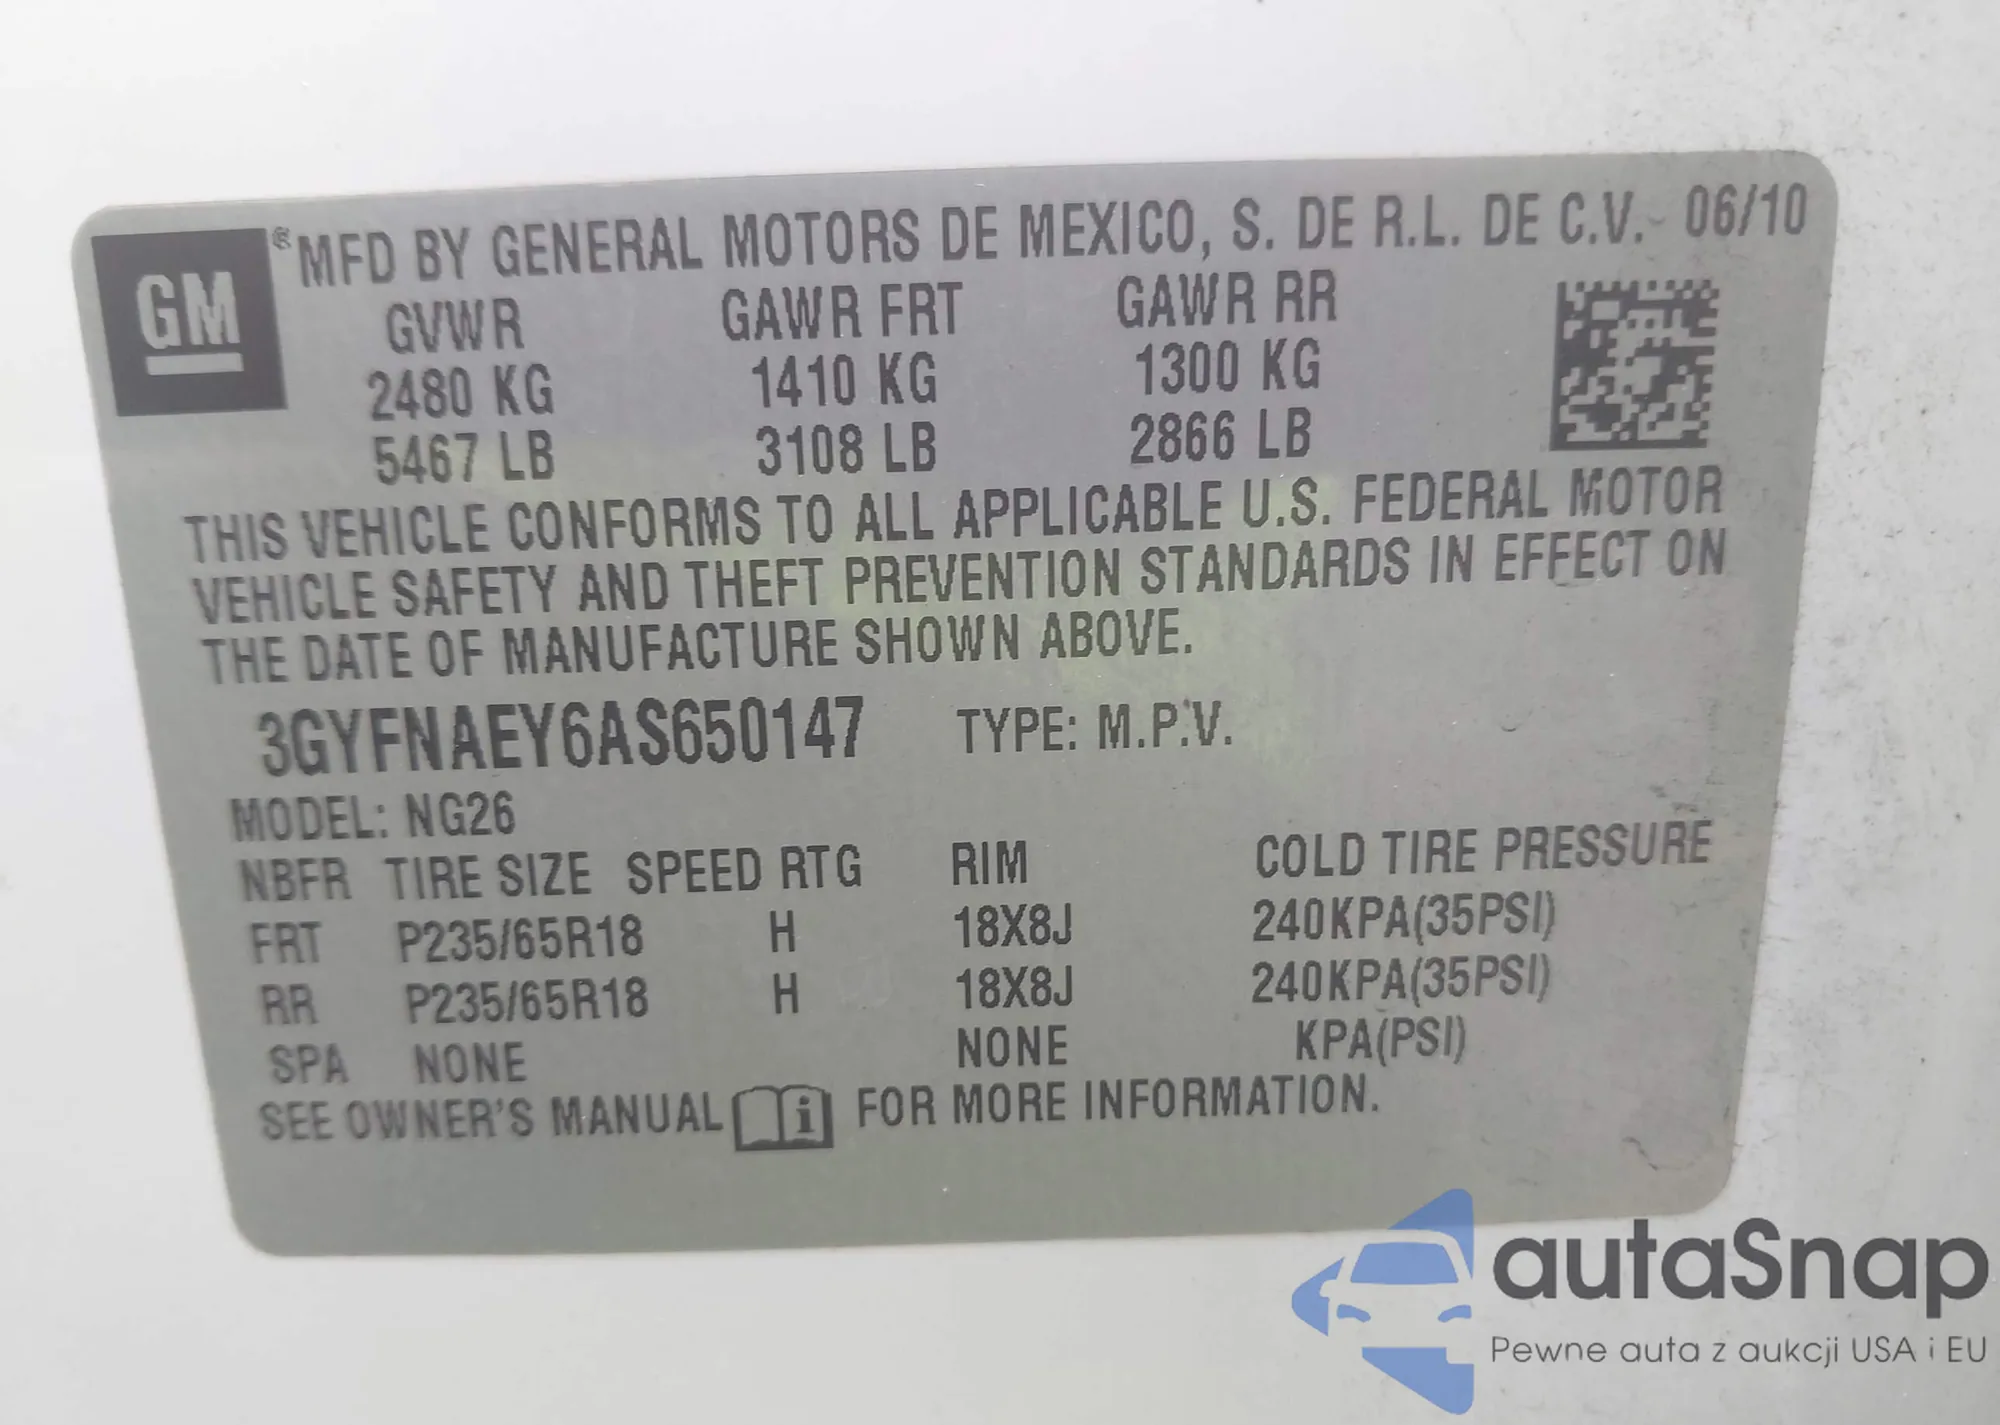 GM
® MFD BY GENERAL MOTORS DE MEXICO, S. DE R.L. DE C.V. 06/10
GVWR GAWR FRT GAWR RR
2480 KG 1410 KG 1300 KG
5467 LB 3108 LB 2866 LB
THIS VEHICLE CONFORMS TO ALL APPLICABLE U.S. FEDERAL MOTOR
VEHICLE SAFETY AND THEFT PREVENTION STANDARDS IN EFFECT ON
THE DATE OF MANUFACTURE SHOWN ABOVE.
3GYFNAEY6AS650147 TYPE: M.P.V.
MODEL: NG26
NBFR TIRE SIZE SPEED RTG RIM COLD TIRE PRESSURE
FRT P235/65R18 H 18X8J 240KPA(35PSI)
RR P235/65R18 H 18X8J 240KPA(35PSI)
SPA NONE NONE KPA(PSI)
SEE OWNER'S MANUAL i FOR MORE INFORMATION.
autaSnap
Pewne auta z aukcji USA i EU